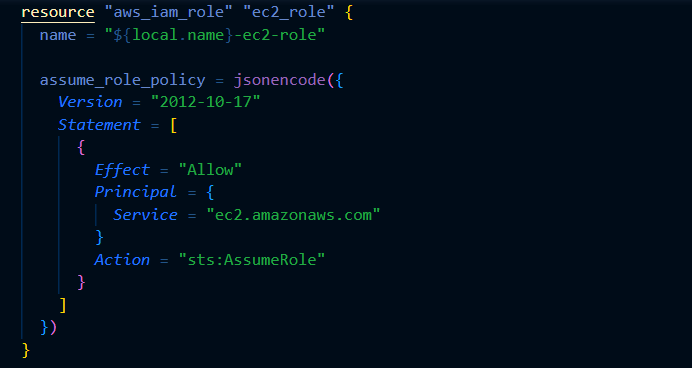 resource "aws_iam_role" "ec2_role" {
  name = "${local.name}-ec2-role"
  assume_role_policy = jsonencode({
    Version = "2012-10-17"
    Statement = [
      {
        Effect = "Allow"
        Principal = {
          Service = "ec2.amazonaws.com"
        }
        Action = "sts:AssumeRole"
      }
    ]
  })
}